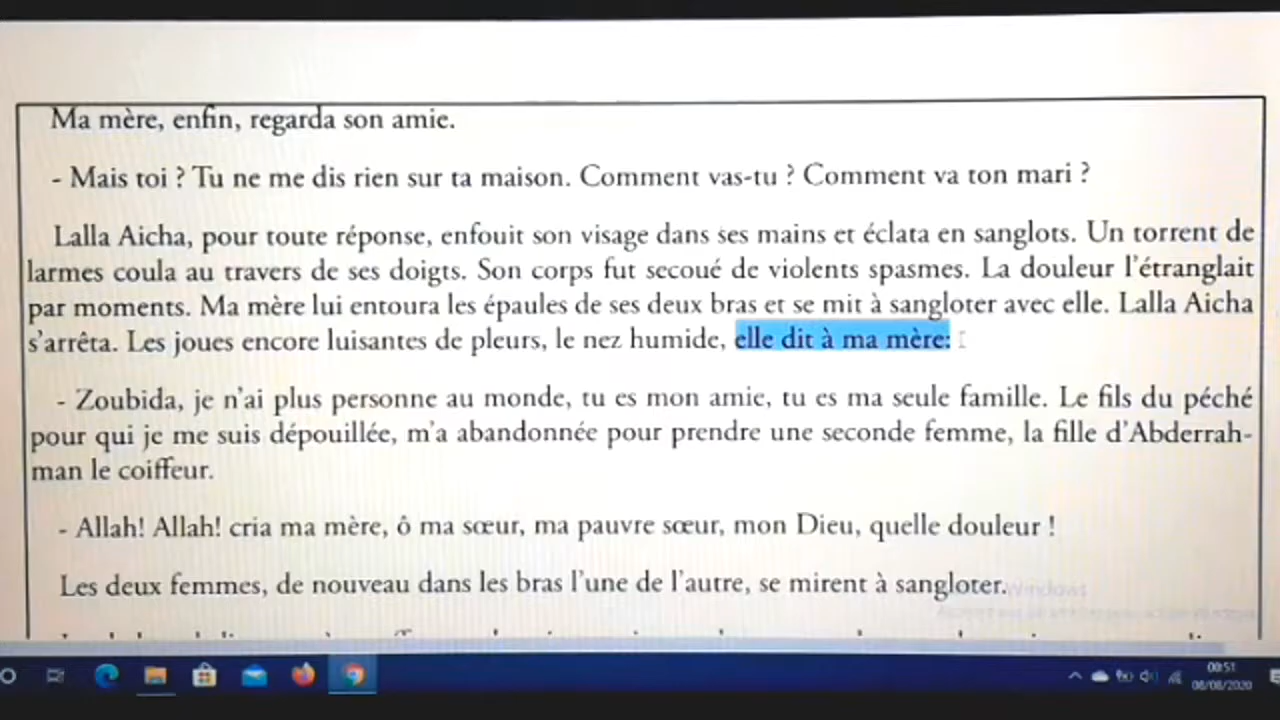 Ma mère, enfin, regarda son amie.
- Mais toi ? Tu ne me dis rien sur ta maison. Comment vas-tu ? Comment va ton mari ?
Lalla Aicha, pour toute réponse, enfouit son visage dans ses mains et éclata en sanglots. Un torrent de
larmes coula au travers de ses doigts. Son corps fut secoué de violents spasmes. La douleur l'étranglait
par moments. Ma mère lui entoura les épaules de ses deux bras et se mit à sangloter avec elle. Lalla Aicha
s'arrêta. Les joues encore luisantes de pleurs, le nez humide, elle dit à ma mère:
- Zoubida, je n'ai plus personne au monde, tu es mon amie, tu es ma seule famille. Le fils du péché
pour qui je me suis dépouillée, m'a abandonnée pour prendre une seconde femme, la fille d'Abderrah-
man le coiffeur.
- Allah! Allah! cria ma mère, ô ma sœur, ma pauvre sœur, mon Dieu, quelle douleur !
Les deux femmes, de nouveau dans les bras l'une de l'autre, se mirent à sangloter.
Windows
00:51
08/08/2020